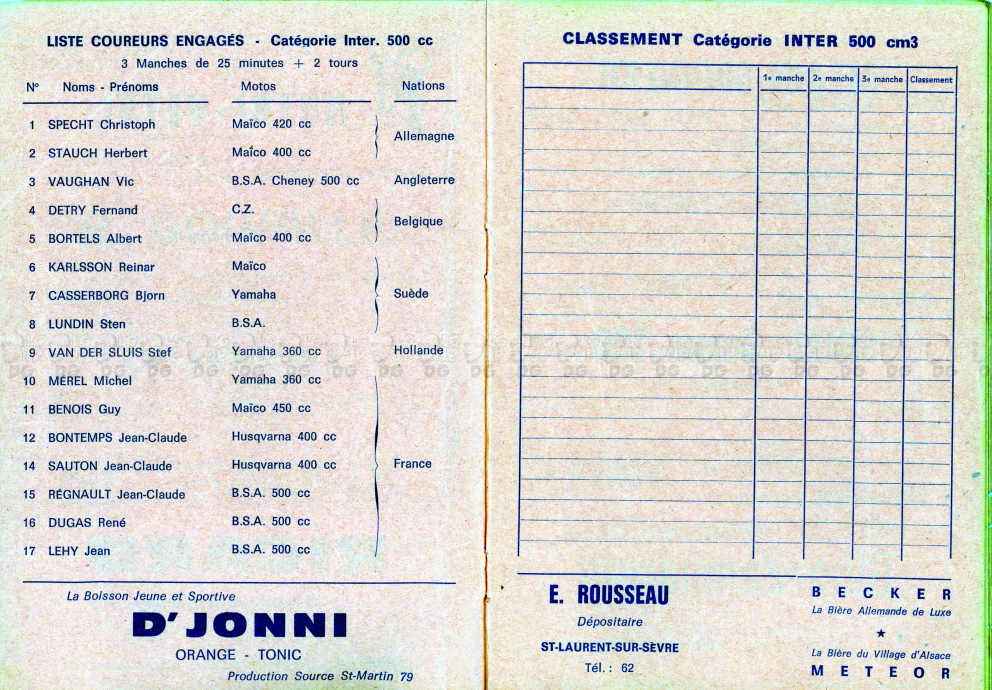 LISTE COUREURS ENGAGÉS - Catégorie Inter. 500 cc
3 Manches de 25 minutes + 2 tours
N° Noms - Prénoms Motos Nations
1 SPECHT Christoph Maïco 420 cc
Allemagne
2 STAUCH Herbert Maïco 400 cc
3 VAUGHAN Vic B.S.A. Cheney 500 cc Angleterre
4 DETRY Fernand C.Z.
Belgique
5 BORTELS Albert Maïco 400 cc
6 KARLSSON Reinar Maïco
7 CASSERBORG Bjorn Yamaha Suède
8 LUNDIN Sten B.S.A.
9 VAN DER SLUIS Stef Yamaha 360 cc Hollande
10 MÉREL Michel Yamaha 360 cc
11 BENOIS Guy Maïco 450 cc
12 BONTEMPS Jean-Claude Husqvarna 400 cc
14 SAUTON Jean-Claude Husqvarna 400 cc France
15 RÉGNAULT Jean-Claude B.S.A. 500 cc
16 DUGAS René B.S.A. 500 cc
17 LEHY Jean B.S.A. 500 cc
La Boisson Jeune et Sportive
D'JONNI
ORANGE - TONIC
Production Source St-Martin 79
CLASSEMENT Catégorie INTER 500 cm3
1e manche 2e manche 3e manche Classement
E. ROUSSEAU
Dépositaire
ST-LAURENT-SUR-SÈVRE
Tél. : 62
BECKER
La Bière Allemande de Luxe
★
La Bière du Village d'Alsace
METEOR